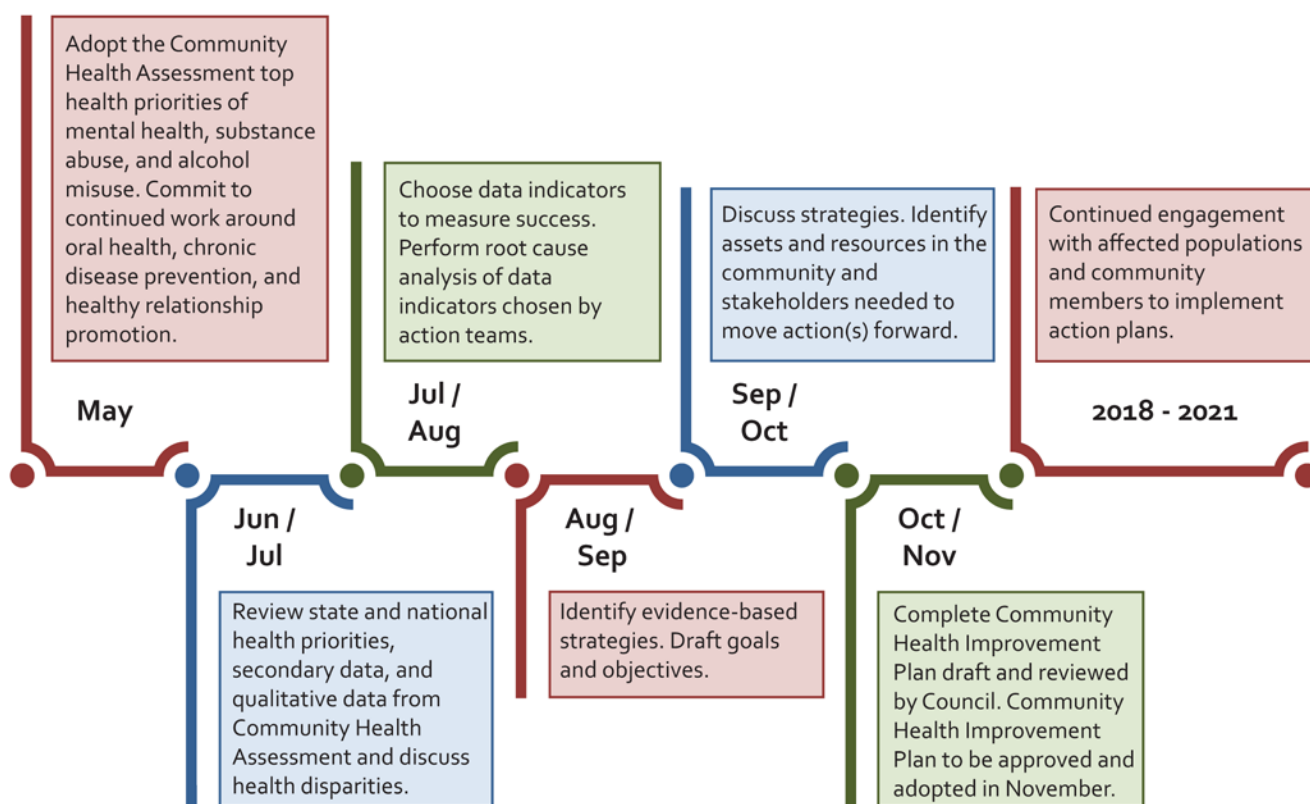 Adopt the Community
Health Assessment top
health priorities of
mental health, substance
abuse, and alcohol
misuse. Commit to
continued work around
oral health, chronic
disease prevention, and
healthy relationship
promotion.
May
Review state and national
health priorities,
secondary data, and
qualitative data from
Community Health
Assessment and discuss
health disparities.
Jun /
Jul
Choose data indicators
to measure success.
Perform root cause
analysis of data
indicators chosen by
action teams.
Jul /
Aug
Aug /
Sep
Identify evidence-based
strategies. Draft goals
and objectives.
Discuss strategies. Identify
assets and resources in the
community and
stakeholders needed to
move action(s) forward.
Sep /
Oct
Oct /
Nov
Complete Community
Health Improvement
Plan draft and reviewed
by Council. Community
Health Improvement
Plan to be approved and
adopted in November.
Continued engagement
with affected populations
and community
members to implement
action plans.
2018 - 2021